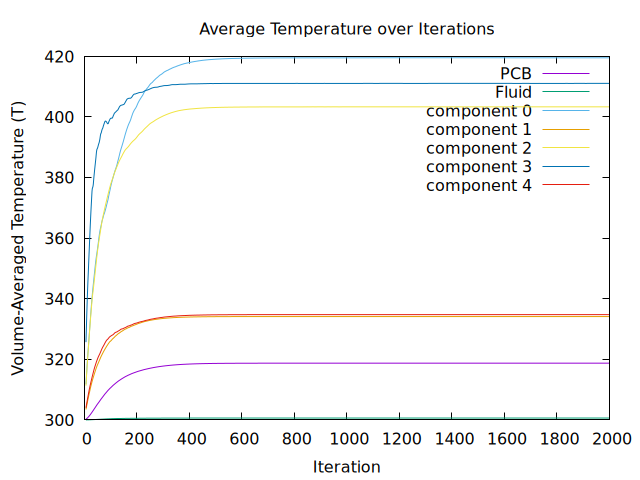 Average Temperature over Iterations
Volume-Averaged Temperature (T)
420
400
380
360
340
320
300
PCB
Fluid
component 0
component 1
component 2
component 3
component 4
0 200 400 600 800 1000 1200 1400 1600 1800 2000
Iteration